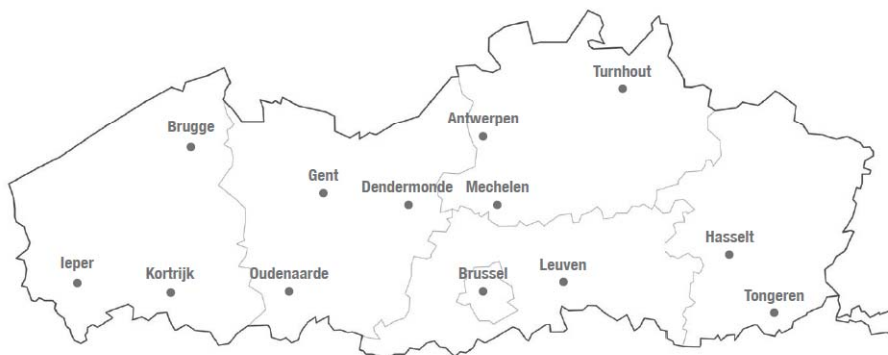 Turnhout
Brugge
Antwerpen
Gent
Dendermonde
Mechelen
Ieper
Kortrijk
Oudenaarde
Brussel
Leuven
Hasselt
Tongeren